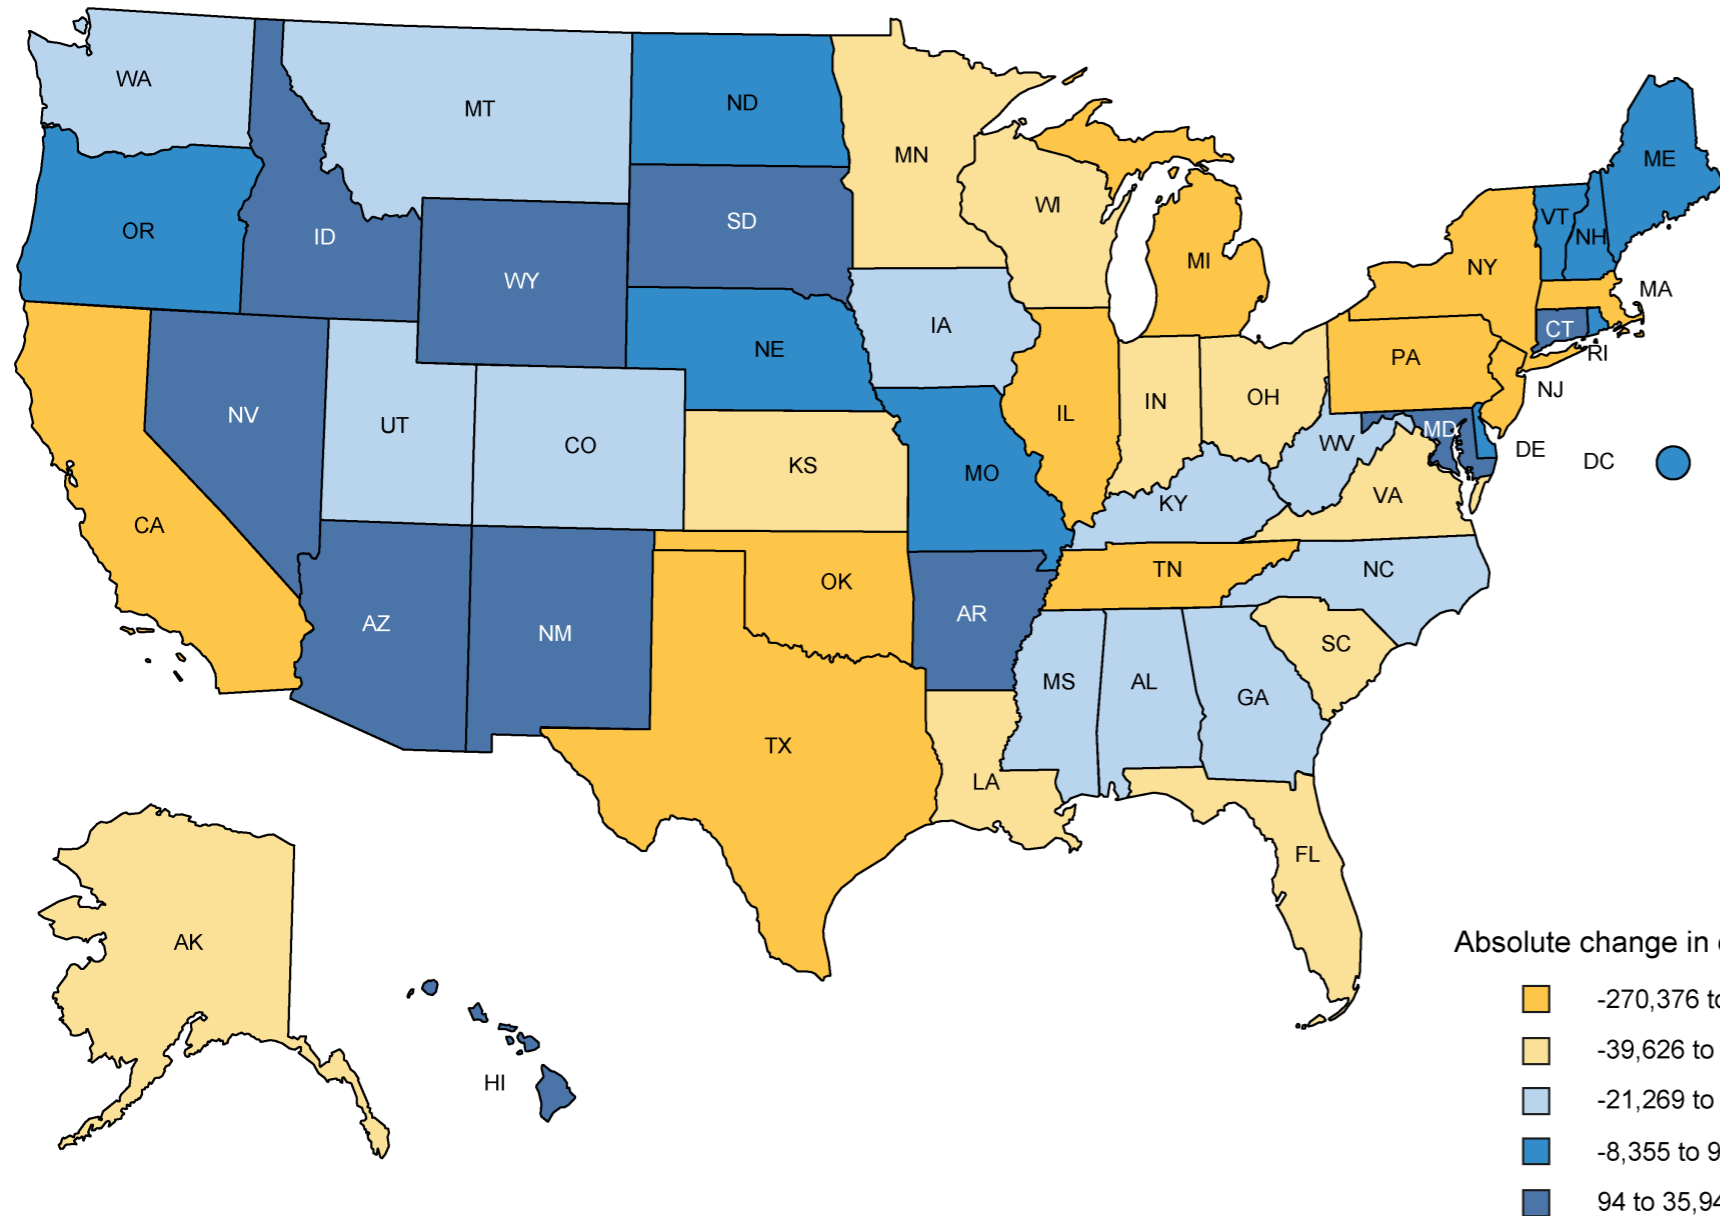 WA
MT
ND
MN
ME
OR
ID
SD
WI
VT
NH
WY
MI
NY
MA
IA
CT
RI
NE
PA
NJ
NV
UT
CO
IL
IN
OH
MD
WV
DE
DC
KS
MO
VA
KY
CA
TN
NC
OK
AZ
NM
AR
SC
MS
AL
GA
TX
LA
FL
AK
HI
Absolute change in
-270,376 to
-39,626 to
-21,269 to
-8,355 to 9
94 to 35,94